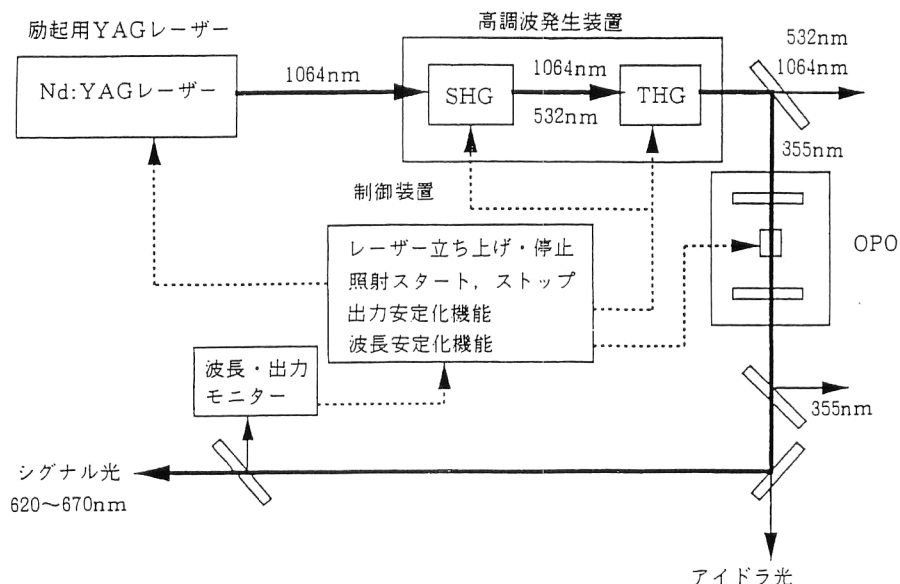 励起用YAGレーザー
Nd:YAGレーザー
1064nm
高調波発生装置
SHG
1064nm
532nm
THG
532nm
1064nm
355nm
OPO
制御装置
レーザー立ち上げ・停止
照射スタート，ストップ
出力安定化機能
波長安定化機能
波長・出力
モニター
355nm
シグナル光
620～670nm
アイドラ光